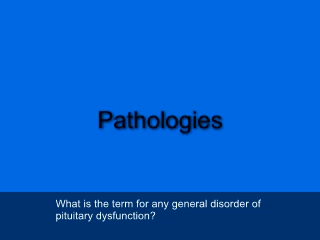 Pathologies
What is the term for any general disorder of
pituitary dysfunction?